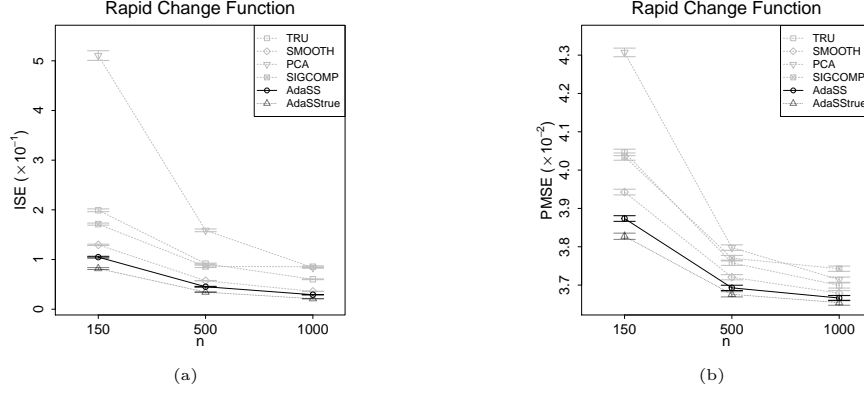 Rapid Change Function
TRU
SMOOTH
PCA
SIGCOMP
AdaSS
AdaSStrue
ISE (×10⁻¹)
5
4
3
2
1
0
150
500
1000
n
(a)
Rapid Change Function
TRU
SMOOTH
PCA
SIGCOMP
AdaSS
AdaSStrue
PMSE (×10⁻²)
4.3
4.2
4.1
4.0
3.9
3.8
3.7
150
500
1000
n
(b)